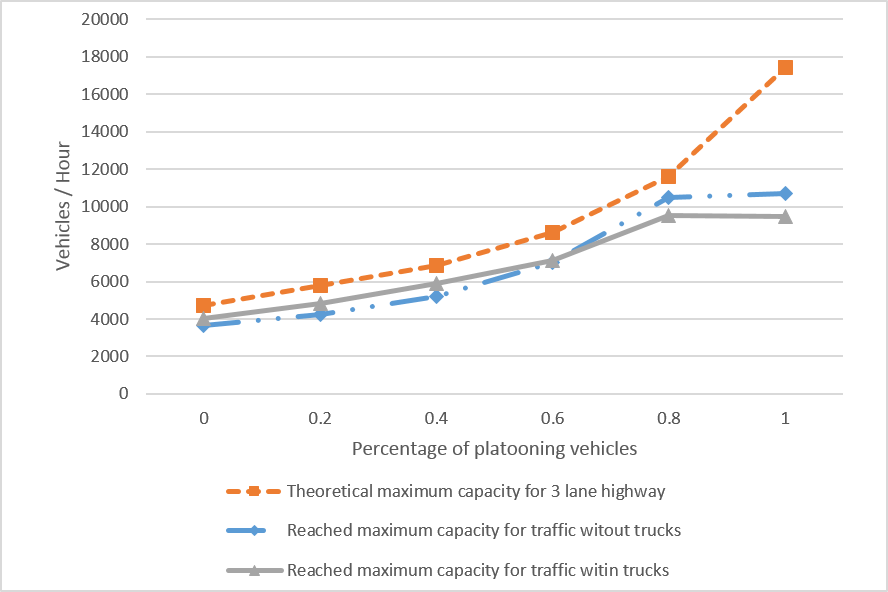 20000
18000
16000
14000
12000
10000
8000
6000
4000
2000
0
Vehicles / Hour
0 0.2 0.4 0.6 0.8 1
Percentage of platooning vehicles
Theoretical maximum capacity for 3 lane highway
Reached maximum capacity for traffic witout trucks
Reached maximum capacity for traffic witin trucks